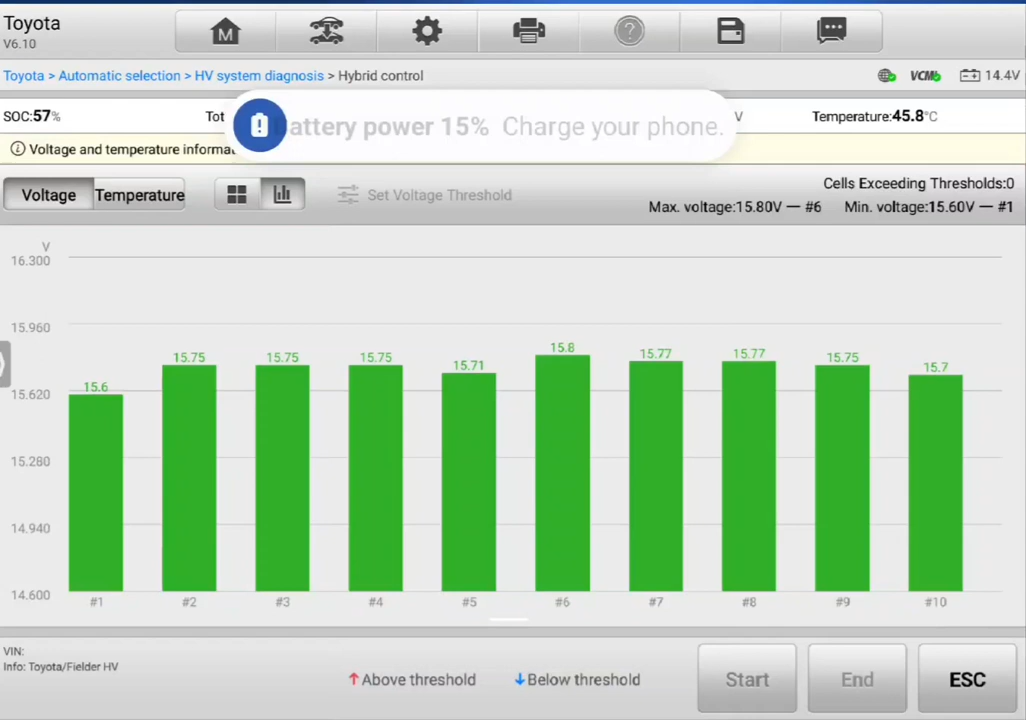 Toyota
V6.10
M
?
Toyota > Automatic selection > HV system diagnosis > Hybrid control
VCM
14.4V
SOC:57%
Tot
V
Temperature:45.8°C
Battery power 15% Charge your phone.
Voltage and temperature informa
Voltage
Temperature
Set Voltage Threshold
Cells Exceeding Thresholds:0
Max. voltage:15.80V — #6
Min. voltage:15.60V — #1
V
16.300
15.960
15.620
15.280
14.940
14.600
15.6
15.75
15.75
15.75
15.71
15.8
15.77
15.77
15.75
15.7
#1
#2
#3
#4
#5
#6
#7
#8
#9
#10
VIN:
Info: Toyota/Fielder HV
↑Above threshold
↓Below threshold
Start
End
ESC